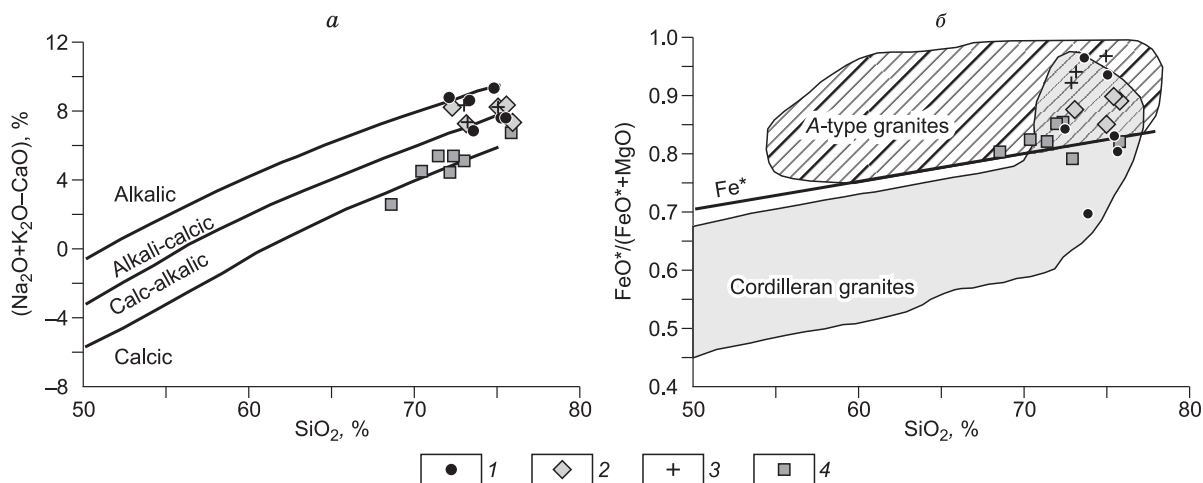 а
(Na₂O+K₂O–CaO), %
12
8
4
0
–4
–8
Alkalic
Alkali-calcic
Calc-alkalic
Calcic
50
60
70
80
SiO₂, %
б
FeO*/(FeO*+MgO)
1.0
0.9
0.8
0.7
0.6
0.5
0.4
A-type granites
Fe*
Cordilleran granites
50
60
70
80
SiO₂, %
1
2
3
4